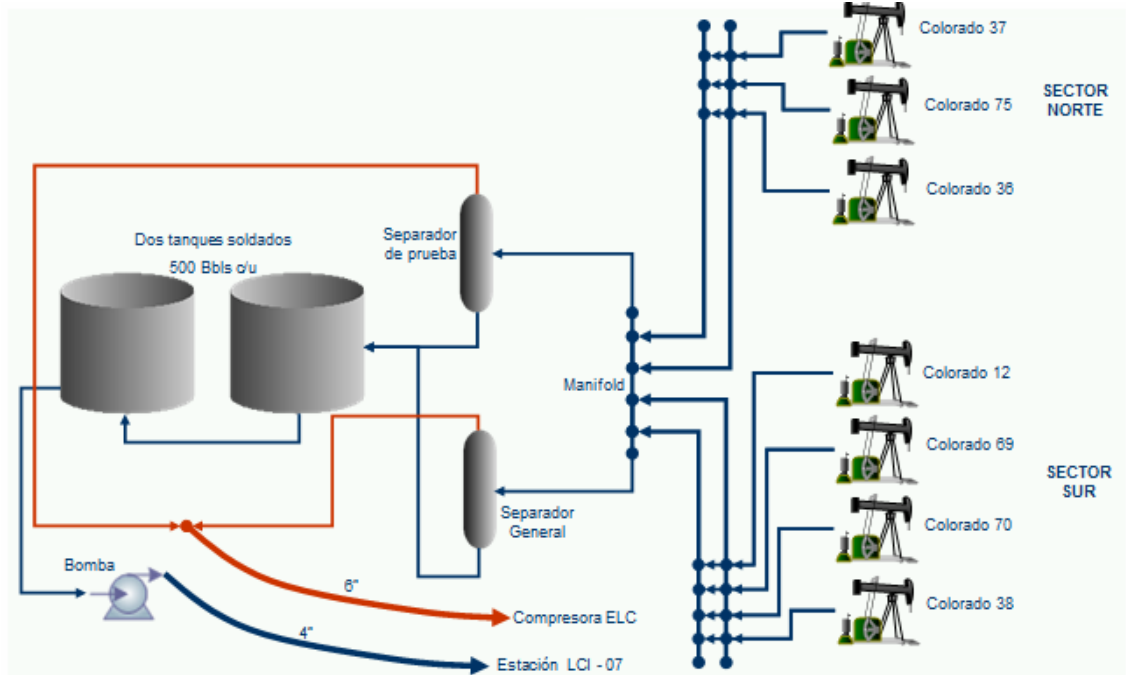 Colorado 37
Colorado 75
SECTOR
NORTE
Colorado 36
Dos tanques soldados
500 Bbls c/u
Separador
de prueba
Manifold
Colorado 12
Colorado 69
SECTOR
SUR
Separador
General
Colorado 70
Bomba
6"
Colorado 38
Compresora ELC
4"
Estación LCI - 07